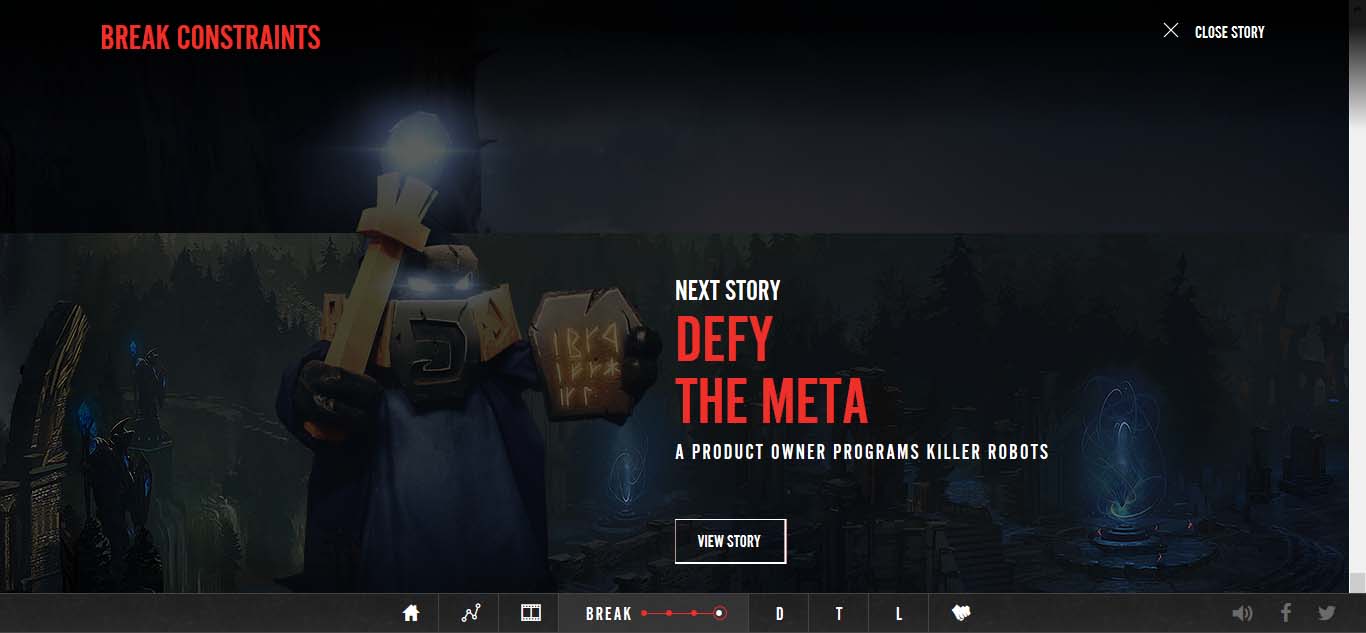 BREAK CONSTRAINTS
CLOSE STORY
NEXT STORY
DEFY
THE META
A PRODUCT OWNER PROGRAMS KILLER ROBOTS
VIEW STORY
BREAK D T L